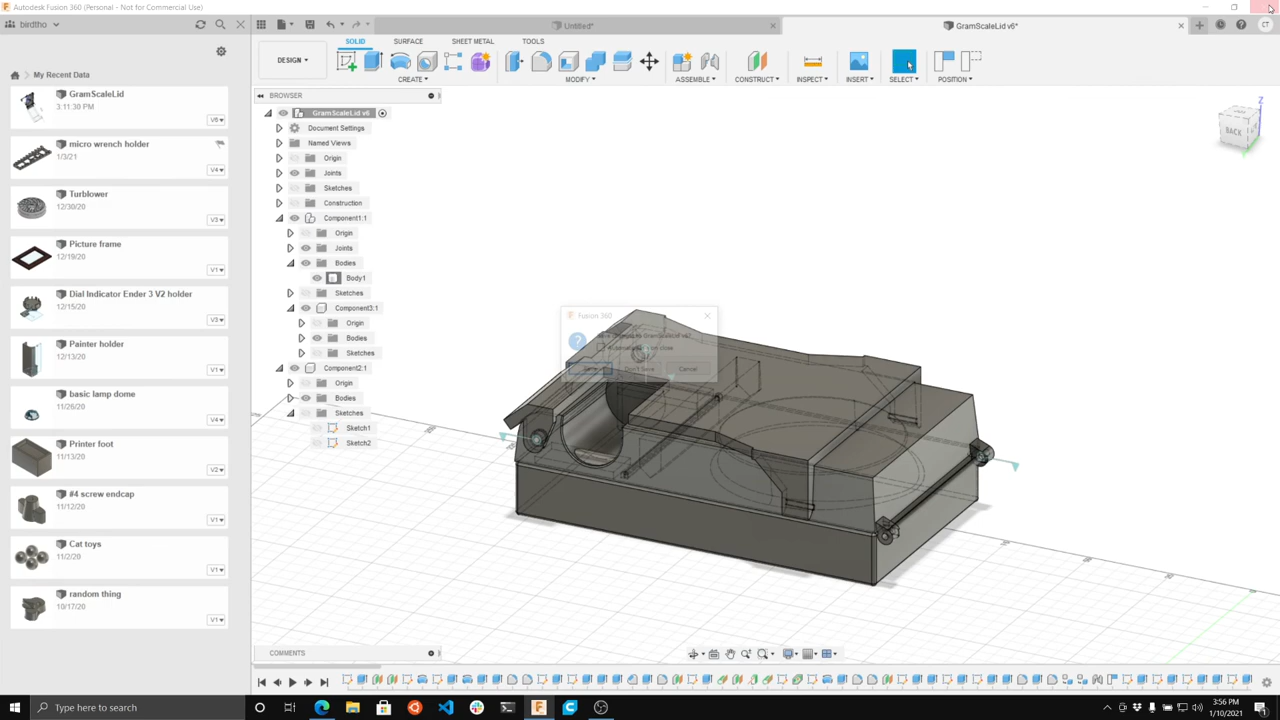 Autodesk Fusion 360 (Personal - Not for Commercial Use)
birdtho
Untitled*
GramScaleLid v6*
CT
My Recent Data
GramScaleLid
3:11:30 PM
V6
micro wrench holder
1/3/21
V4
Turblower
12/30/20
V3
Picture frame
12/19/20
V1
Dial Indicator Ender 3 V2 holder
12/15/20
V3
Painter holder
12/13/20
V1
basic lamp dome
11/26/20
V4
Printer foot
11/13/20
V2
#4 screw endcap
11/12/20
V1
Cat toys
11/2/20
V1
random thing
10/17/20
V1
DESIGN
SOLID
SURFACE
SHEET METAL
TOOLS
CREATE
MODIFY
ASSEMBLE
CONSTRUCT
INSPECT
INSERT
SELECT
POSITION
BROWSER
GramScaleLid v6
Document Settings
Named Views
Origin
Joints
Sketches
Construction
Component1:1
Origin
Joints
Bodies
Body1
Sketches
Component3:1
Origin
Bodies
Sketches
Component2:1
Origin
Bodies
Sketches
Sketch1
Sketch2
Z
BACK
Fusion 360
Don't Save
Cancel
COMMENTS
Type here to search
3:56 PM
1/10/2021